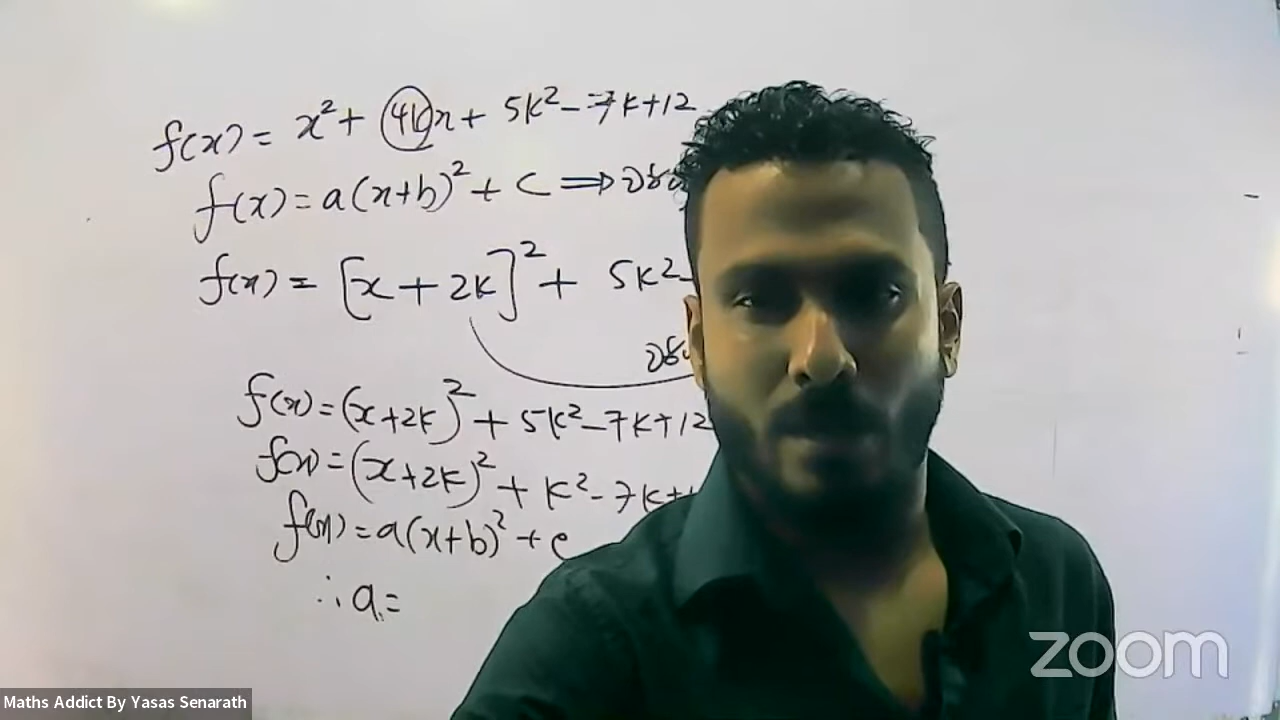 f(x) = x² + 4kx + 5k² - 7k + 12
f(x) = a(x+b)² + c ⇒
f(x) = [x + 2k]² + 5k² -
f(x) = (x+2k)² + 5k² - 7k + 12
f(x) = (x+2k)² + k² - 7k +
f(x) = a(x+b)² + c
∴ a =
zoom
Maths Addict By Yasas Senarath